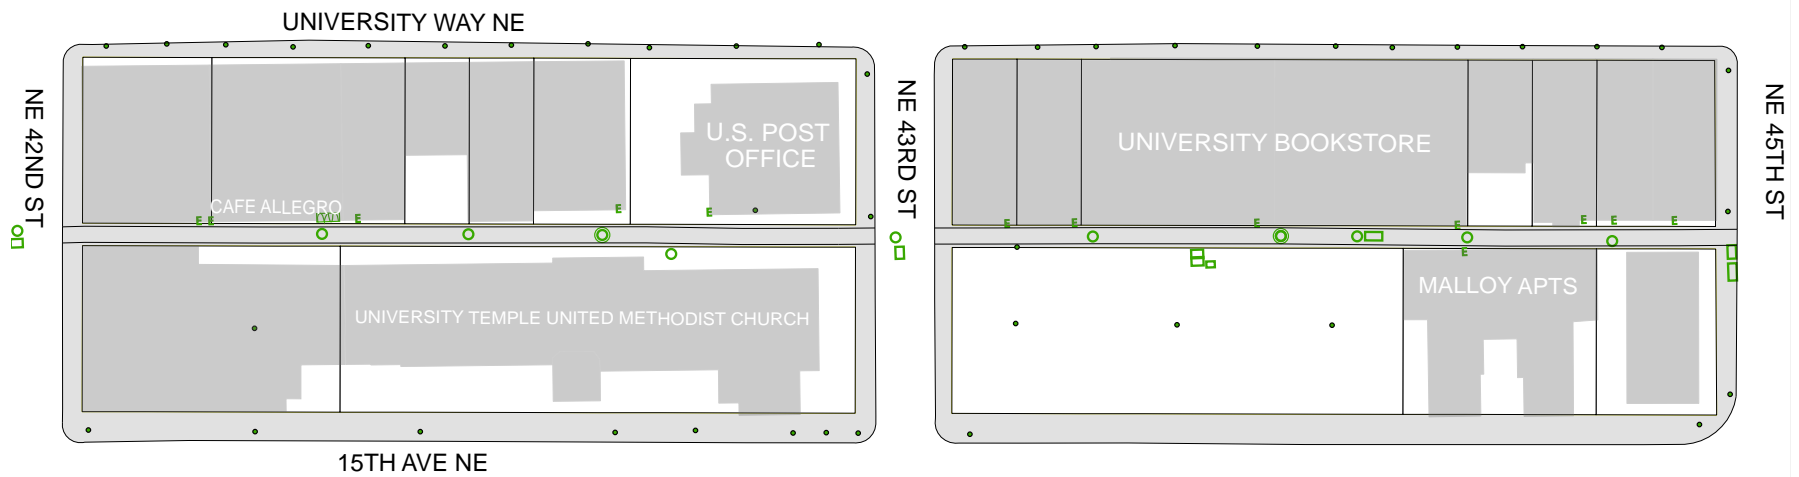 UNIVERSITY WAY NE
NE 42ND ST
U.S. POST
OFFICE
CAFE ALLEGRO
E E
E
E
E
UNIVERSITY TEMPLE UNITED METHODIST CHURCH
15TH AVE NE
NE 43RD ST
UNIVERSITY BOOKSTORE
E
E
E
E
E
E
E
E
MALLOY APTS
NE 45TH ST